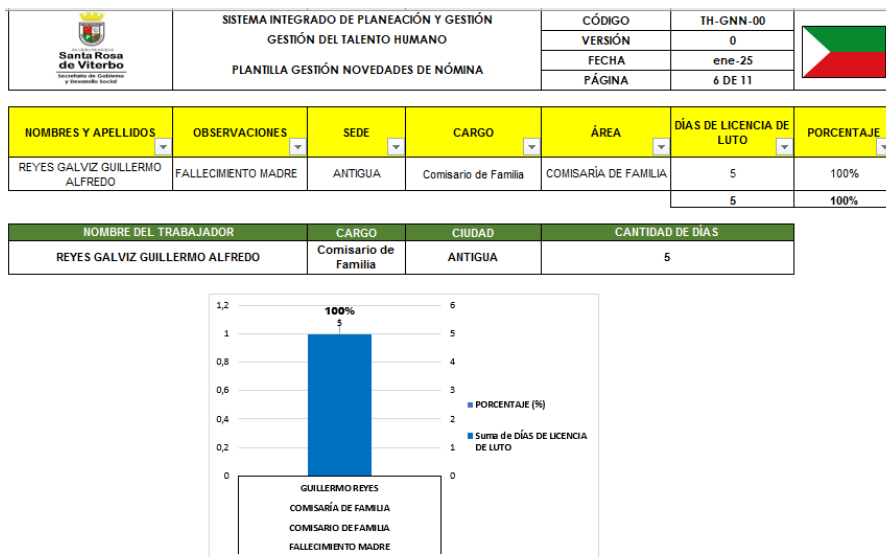 Santa Rosa
de Viterbo
Secretaría de Gobierno
y Desarrollo Social
SISTEMA INTEGRADO DE PLANEACIÓN Y GESTIÓN
GESTIÓN DEL TALENTO HUMANO
PLANTILLA GESTIÓN NOVEDADES DE NÓMINA
CÓDIGO TH-GNN-00
VERSIÓN 0
FECHA ene-25
PÁGINA 6 DE 11
NOMBRES Y APELLIDOS OBSERVACIONES SEDE CARGO ÁREA DÍAS DE LICENCIA DE LUTO PORCENTAJE
REYES GALVIZ GUILLERMO ALFREDO FALLECIMIENTO MADRE ANTIGUA Comisario de Familia COMISARÍA DE FAMILIA 5 100%
5 100%
NOMBRE DEL TRABAJADOR CARGO CIUDAD CANTIDAD DE DÍAS
REYES GALVIZ GUILLERMO ALFREDO Comisario de Familia ANTIGUA 5
1,2 6
100%
5
1 5
0,8 4
0,6 3
PORCENTAJE (%)
0,4 2
Suma de DÍAS DE LICENCIA
DE LUTO
0,2 1
0 0
GUILLERMO REYES
COMISARÍA DE FAMILIA
COMISARIO DE FAMILIA
FALLECIMIENTO MADRE